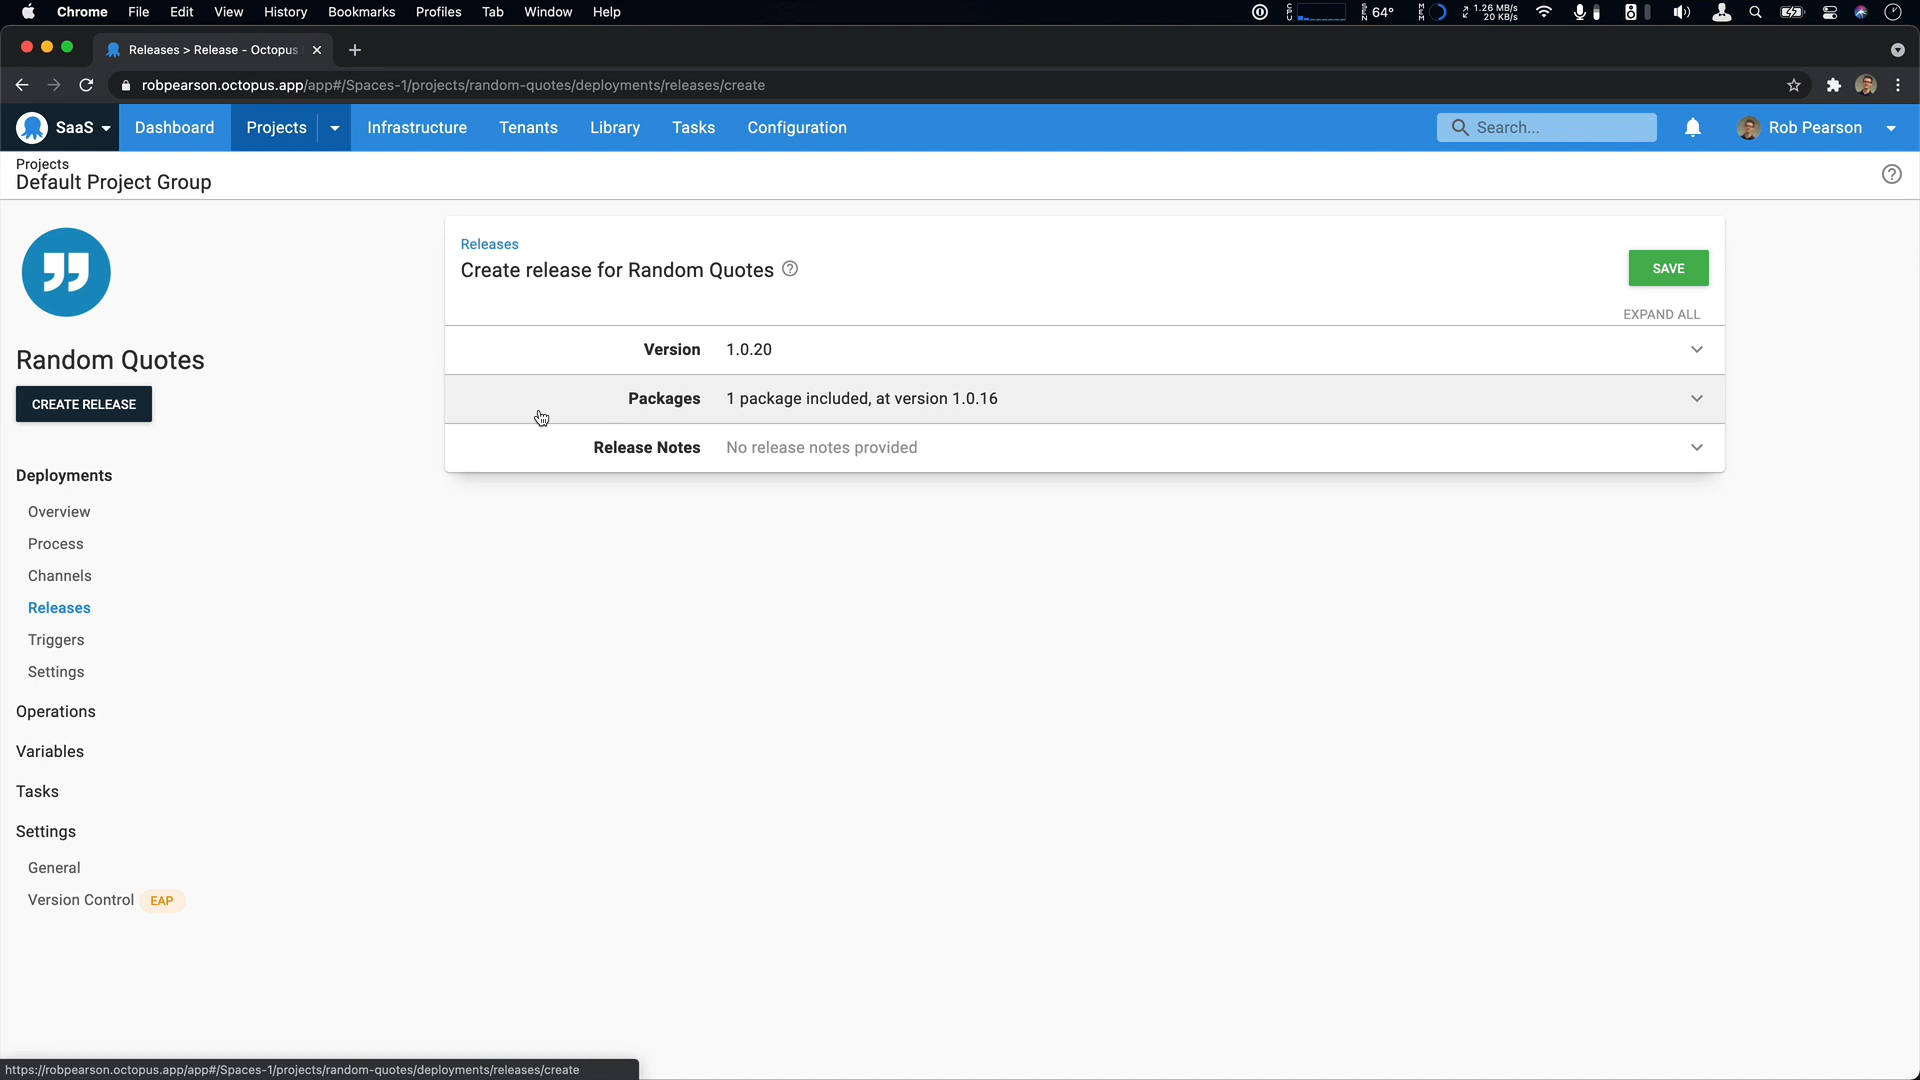 Chrome File Edit View History Bookmarks Profiles Tab Window Help 64° 1.26 MB/s 20 KB/s
Releases > Release - Octopus
robpearson.octopus.app/app#/Spaces-1/projects/random-quotes/deployments/releases/create
SaaS Dashboard Projects Infrastructure Tenants Library Tasks Configuration Search... Rob Pearson
Projects
Default Project Group
Random Quotes
CREATE RELEASE
Deployments
Overview
Process
Channels
Releases
Triggers
Settings
Operations
Variables
Tasks
Settings
General
Version Control EAP
Releases
Create release for Random Quotes
SAVE
EXPAND ALL
Version 1.0.20
Packages 1 package included, at version 1.0.16
Release Notes No release notes provided
https://robpearson.octopus.app/app#/Spaces-1/projects/random-quotes/deployments/releases/create